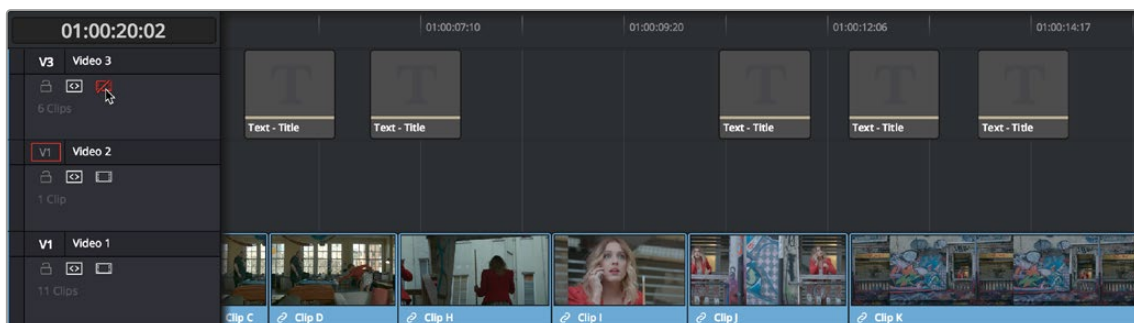 01:00:20:02
01:00:07:10 01:00:09:20 01:00:12:06 01:00:14:17
V3 Video 3
6 Clips
Text - Title Text - Title Text - Title Text - Title Text - Title
V1 Video 2
1 Clip
V1 Video 1
11 Clips
Clip C Clip D Clip H Clip I Clip J Clip K